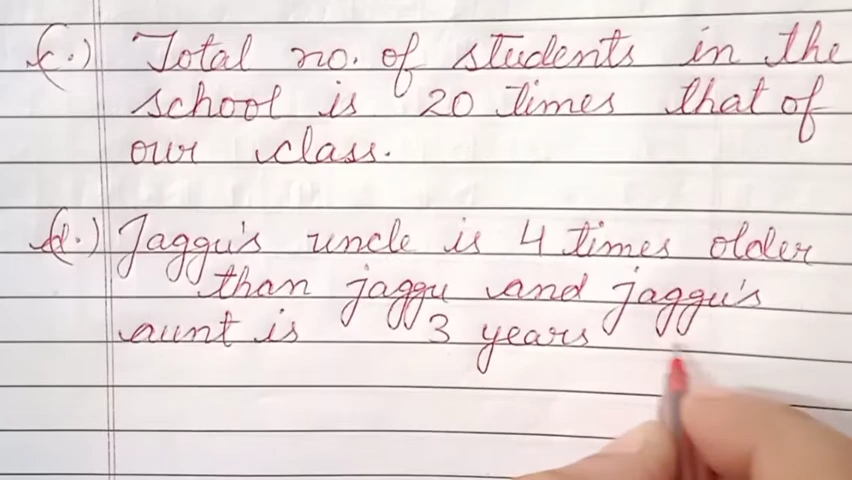 (c.) Total no. of students in the
school is 20 times that of
our class.
(d.) Jaggu's uncle is 4 times older
than jaggu and jaggu's
aunt is 3 years